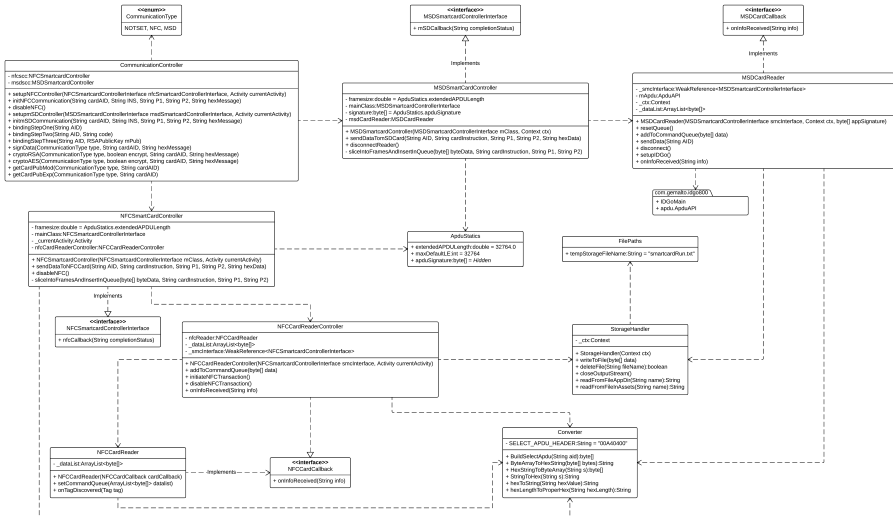 <<enum>>
CommunicationType
NOTSET, NFC, MSD
<<interface>>
MSDSmartcardControllerInterface
+ mSDCallback(String completionStatus)
<<interface>>
MSDCardCallback
+ onInfoReceived(String info)
Implements
Implements
CommunicationController
- nfcscc:NFCSmartcardController
- msdscc:MSDSmartcardController
+ setupNFCController(NFCSmartcardControllerInterface nfcSmartcardInterface, Activity currentActivity)
+ initNFCCommunication(String cardAID, String INS, String P1, String P2, String hexMessage)
+ disableNFC()
+ setupmSDController(MSDSmartcardControllerInterface msdSmartcardInterface, Activity currentActivity)
+ initmSDCommunication(String cardAID, String INS, String P1, String P2, String hexMessage)
+ bindingStepOne(String AID)
+ bindingStepTwo(String AID, String code)
+ bindingStepThree(String AID, RSAPublicKey mPub)
+ signData(CommunicationType type, String cardAID, String hexMessage)
+ cryptoRSA(CommunicationType type, boolean encrypt, String cardAID, String hexMessage)
+ cryptoAES(CommunicationType type, boolean encrypt, String cardAID, String hexMessage)
+ getCardPubMod(CommunicationType type, String cardAID)
+ getCardPubExp(CommunicationType type, String cardAID)
MSDSmartCardController
- framesize:double = ApduStatics.extendedAPDULength
- mainClass:MSDSmartcardControllerInterface
- signature:byte[] = ApduStatics.apduSignature
- msdCardReader:MSDCardReader
+ MSDSmartcardController(MSDSmartcardControllerInterface mClass, Context ctx)
+ sendDataTomSDCard(String AID, String cardInstruction, String P1, String P2, String hexData)
+ disconnectReader()
- sliceIntoFramesAndInsertInQueue(byte[] byteData, String cardInstruction, String P1, String P2)
MSDCardReader
- _smcInterface:WeakReference<MSDSmartcardControllerInterface>
- mApdu:ApduAPI
- _ctx:Context
- _dataList:ArrayList<byte[]>
+ MSDCardReader(MSDSmartcardControllerInterface smcInterface, Context ctx, byte[] appSignature)
+ resetQueue()
+ addToCommandQueue(byte[] data)
+ sendData(String AID)
+ disconnect()
+ setupIDGo()
+ onInfoReceived(String info)
com.gemalto.idgo800
+ IDGoMain
+ apdu.ApduAPI
NFCSmartCardController
- framesize:double = ApduStatics.extendedAPDULength
- mainClass:NFCSmartcardControllerInterface
- _currentActivity:Activity
- nfcCardReaderController:NFCCardReaderController
+ NFCSmartcardController(NFCSmartcardControllerInterface mClass, Activity currentActivity)
+ sendDataToNFCCard(String AID, String cardInstruction, String P1, String P2, String hexData)
+ disableNFC()
- sliceIntoFramesAndInsertInQueue(byte[] byteData, String cardInstruction, String P1, String P2)
ApduStatics
+ extendedAPDULength:double = 32764.0
+ maxDefaultLE:int = 32764
+ apduSignature:byte[] = Hidden
FilePaths
+ tempStorageFileName:String = "smartcardRun.txt"
Implements
<<interface>>
NFCSmartcardControllerInterface
+ nfcCallback(String completionStatus)
NFCCardReaderController
- nfcReader:NFCCardReader
- _dataList:ArrayList<byte[]>
- _smcInterface:WeakReference<NFCSmartcardControllerInterface>
+ NFCCardReaderController(NFCSmartcardControllerInterface smcInterface, Activity currentActivity)
+ addToCommandQueue(byte[] data)
+ initiateNFCTransaction()
+ disableNFCTransaction()
+ onInfoReceived(String info)
StorageHandler
- _ctx:Context
+ StorageHandler(Context ctx)
+ writeToFile(byte[] data)
+ deleteFile(String fileName):boolean
+ closeOutputStream()
+ readFromFileAppDir(String name):String
+ readFromFileInAssets(String name):String
NFCCardReader
- _dataList:ArrayList<byte[]>
+ NFCCardReader(NFCCardCallback cardCallback)
+ setCommandQueue(ArrayList<byte[]> datalist)
+ onTagDiscovered(Tag tag)
Implements
<<interface>>
NFCCardCallback
+ onInfoReceived(String info)
Converter
- SELECT_APDU_HEADER:String = "00A40400"
+ BuildSelectApdu(String aid):byte[]
+ ByteArrayToHexString(byte[] bytes):String
+ HexStringToByteArray(String s):byte[]
+ StringToHex(String s):String
+ hexToString(String hexValue):String
+ hexLengthToProperHex(String hexLength):String